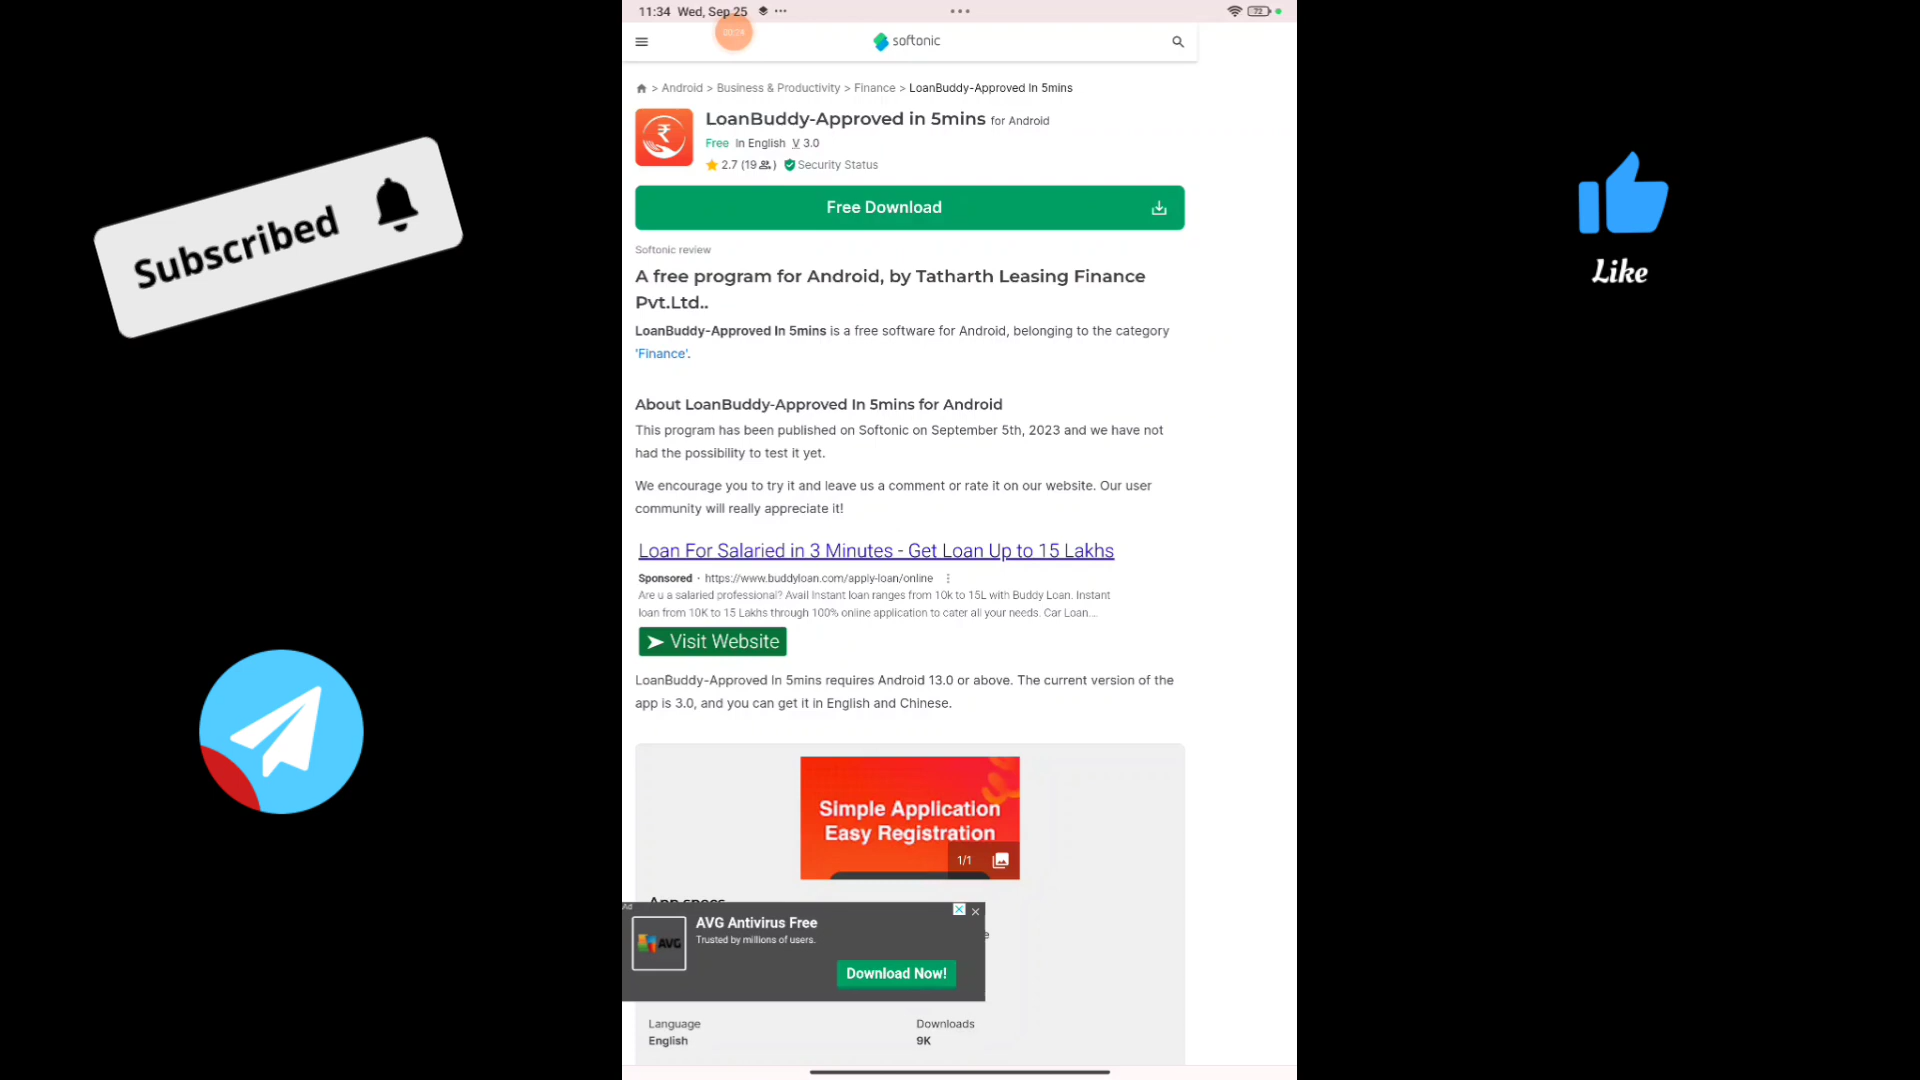 11:34 Wed, Sep 25
72
softonic
> Android > Business & Productivity > Finance > LoanBuddy-Approved In 5mins
LoanBuddy-Approved in 5mins for Android
Free In English V 3.0
2.7 (19) Security Status
Free Download
Softonic review
A free program for Android, by Tatharth Leasing Finance
Pvt.Ltd..
LoanBuddy-Approved In 5mins is a free software for Android, belonging to the category
'Finance'.
About LoanBuddy-Approved In 5mins for Android
This program has been published on Softonic on September 5th, 2023 and we have not
had the possibility to test it yet.
We encourage you to try it and leave us a comment or rate it on our website. Our user
community will really appreciate it!
Loan For Salaried in 3 Minutes - Get Loan Up to 15 Lakhs
Sponsored · https://www.buddyloan.com/apply-loan/online
Are u a salaried professional? Avail Instant loan ranges from 10k to 15L with Buddy Loan. Instant
loan from 10K to 15 Lakhs through 100% online application to cater all your needs. Car Loan...
Visit Website
LoanBuddy-Approved In 5mins requires Android 13.0 or above. The current version of the
app is 3.0, and you can get it in English and Chinese.
Simple Application
Easy Registration
1/1
App specs
Ad
AVG Antivirus Free
Trusted by millions of users.
AVG
Download Now!
Language
English
Downloads
9K
Subscribed
Like